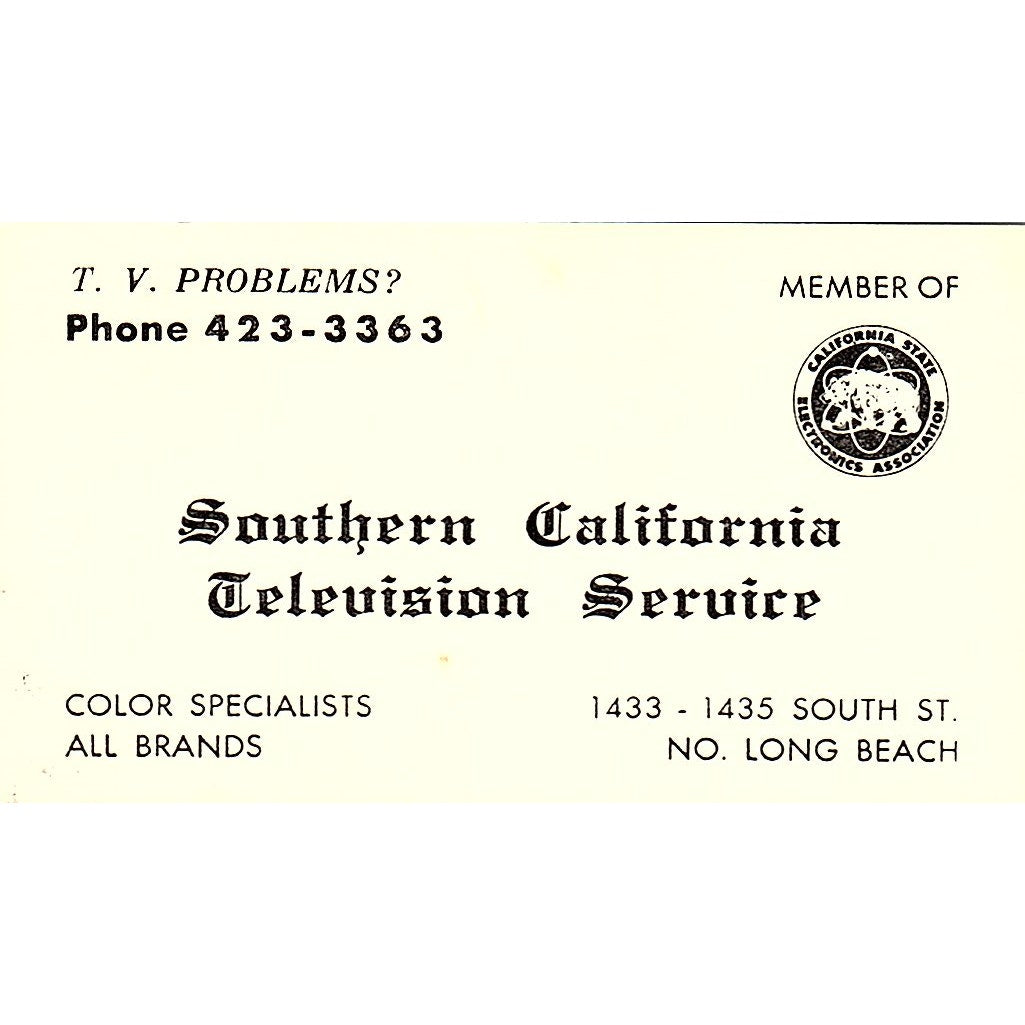 T. V. PROBLEMS?
Phone 423-3363
MEMBER OF
CALIFORNIA STATE
ELECTRONICS ASSOCIATION
Southern California
Television Service
COLOR SPECIALISTS
ALL BRANDS
1433 - 1435 SOUTH ST.
NO. LONG BEACH